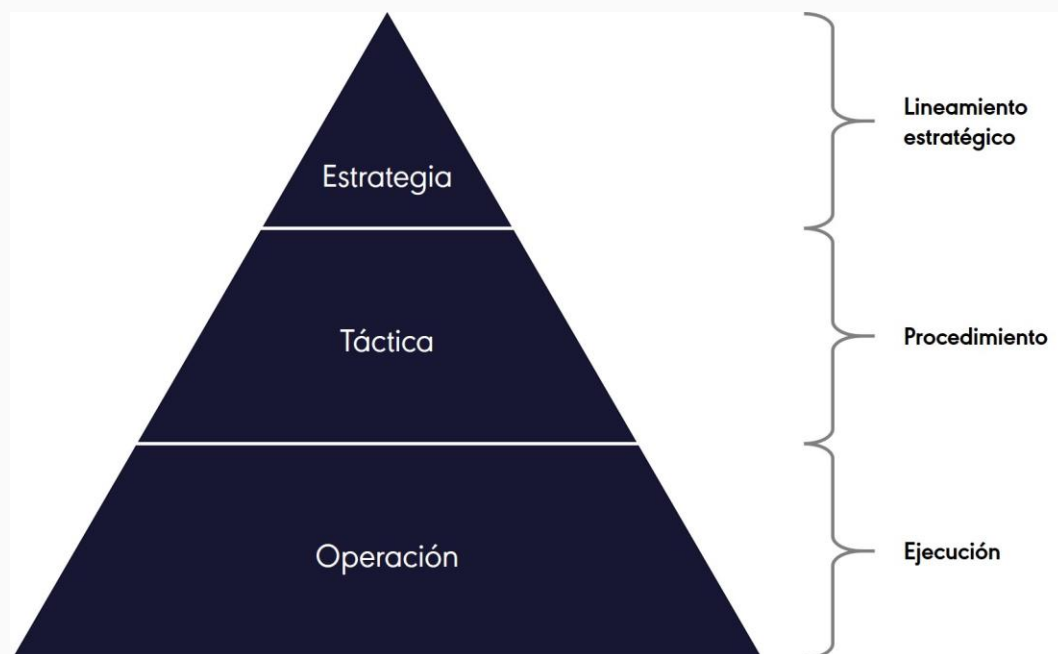 Lineamiento
estratégico
Estrategia
Táctica
Procedimiento
Operación
Ejecución